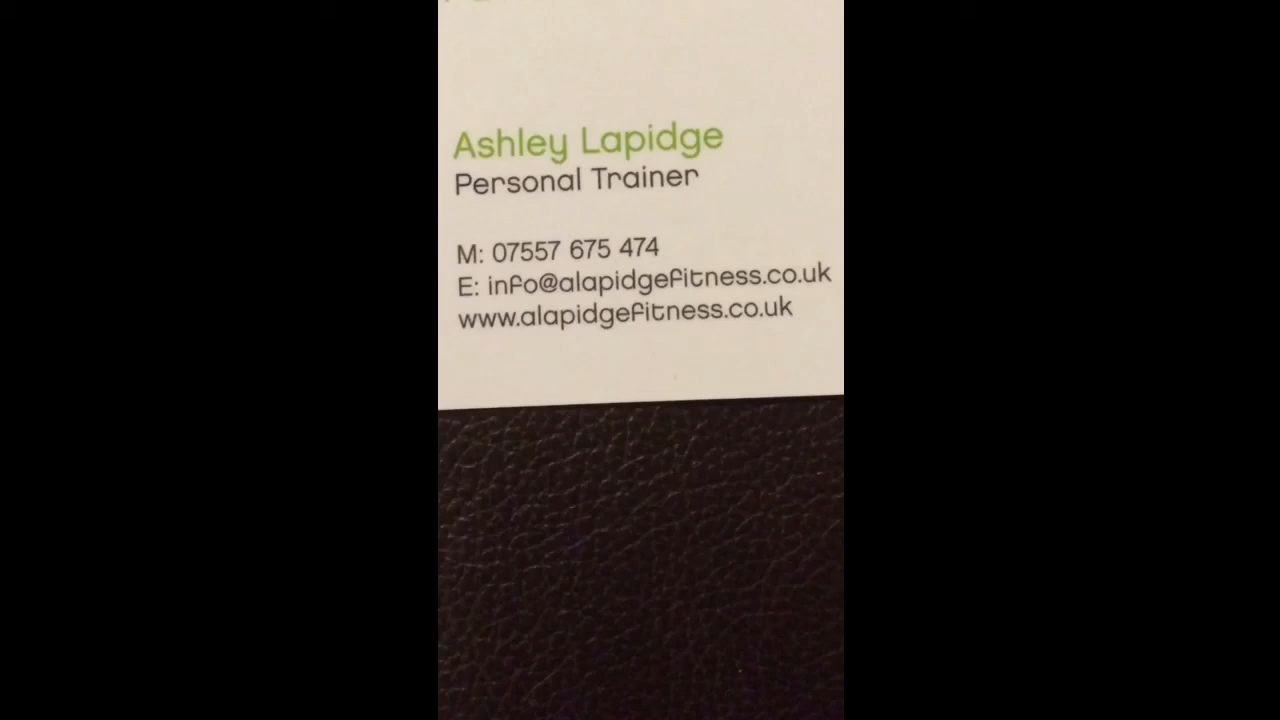 Ashley Lapidge
Personal Trainer
M: 07557 675 474
E: info@alapidgefitness.co.uk
www.alapidgefitness.co.uk